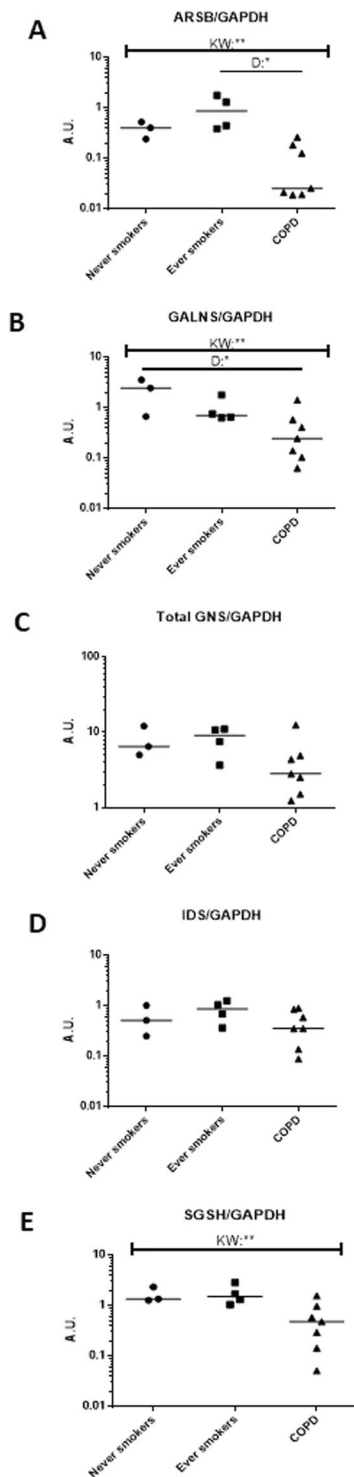 A
ARSB/GAPDH
KW:**
D:*
10
1
0.1
0.01
A.U.
Never smokers
Ever smokers
COPD
B
GALNS/GAPDH
KW:**
D:*
10
1
0.1
0.01
A.U.
Never smokers
Ever smokers
COPD
C
Total GNS/GAPDH
100
10
1
A.U.
Never smokers
Ever smokers
COPD
D
IDS/GAPDH
10
1
0.1
0.01
A.U.
Never smokers
Ever smokers
COPD
E
SGSH/GAPDH
KW:**
10
1
0.1
0.01
A.U.
Never smokers
Ever smokers
COPD